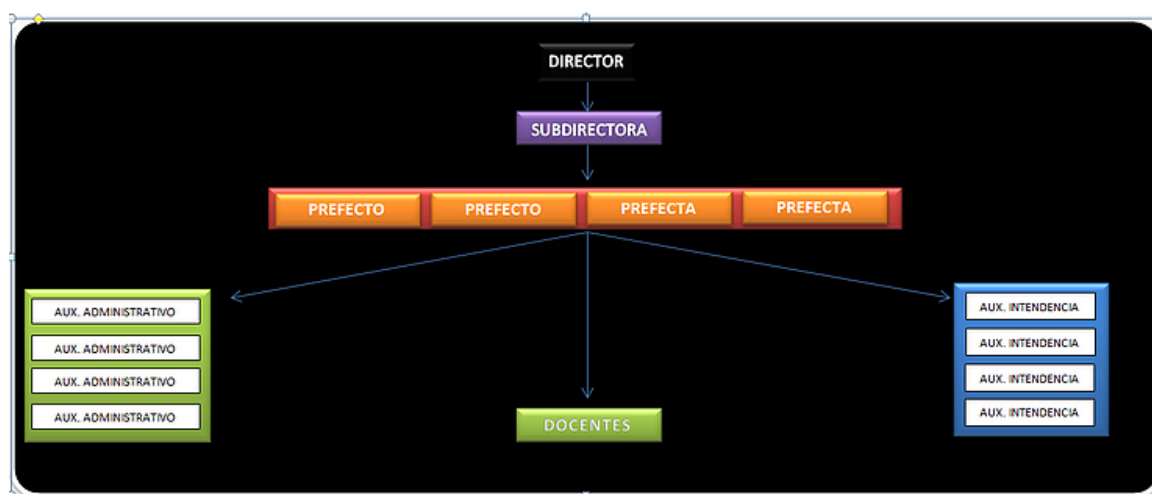 DIRECTOR
SUBDIRECTORA
PREFECTO PREFECTO PREFECTA PREFECTA
AUX. ADMINISTRATIVO
AUX. ADMINISTRATIVO
AUX. ADMINISTRATIVO
AUX. ADMINISTRATIVO
DOCENTES
AUX. INTENDENCIA
AUX. INTENDENCIA
AUX. INTENDENCIA
AUX. INTENDENCIA